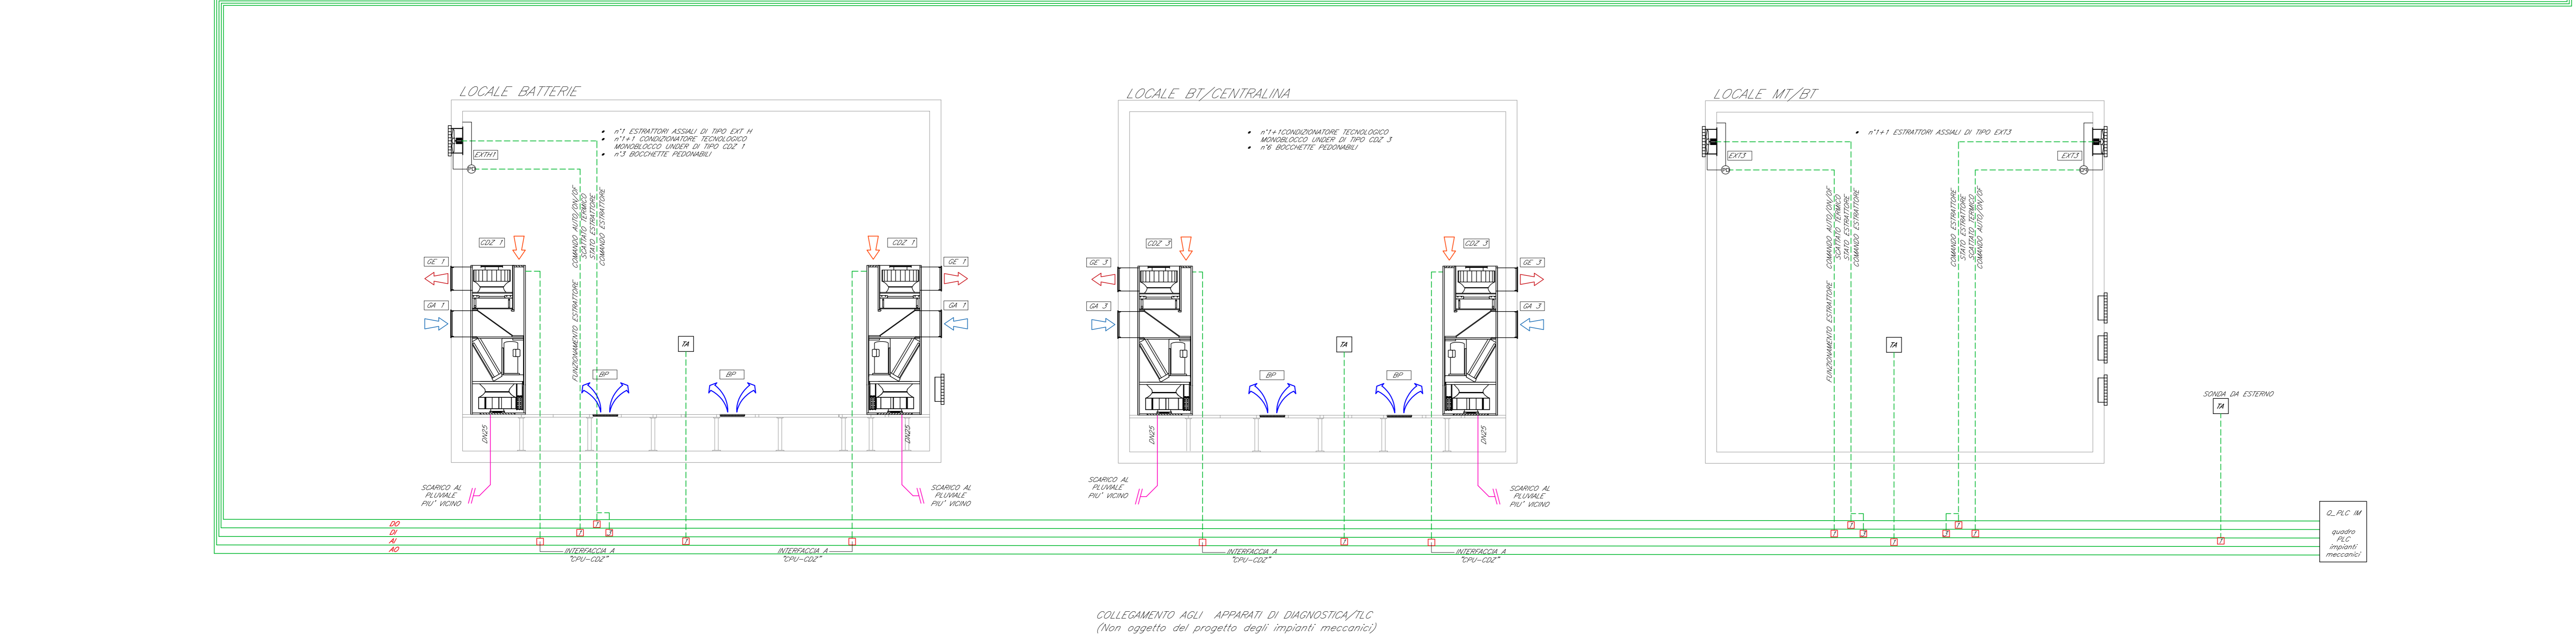 LOCALE BATTERIE
n°1 ESTRATTORI ASSIALI DI TIPO EXT H
n°1+1 CONDIZIONATORE TECNOLOGICO
MONOBLOCCO UNDER DI TIPO CDZ 1
n°3 BOCCHETTE PEDONABILI
EXTH1
FUNZIONAMENTO ESTRATTORE
COMANDO AUTO/ON/OF
SCATTATO TERMICO
STATO ESTRATTORE
COMANDO ESTRATTORE
CDZ 1
CDZ 1
GE 1
GE 1
GA 1
GA 1
TA
BP
BP
DN25
DN25
SCARICO AL
PLUVIALE
PIU' VICINO
SCARICO AL
PLUVIALE
PIU' VICINO
LOCALE BT/CENTRALINA
n°1+1CONDIZIONATORE TECNOLOGICO
MONOBLOCCO UNDER DI TIPO CDZ 3
n°6 BOCCHETTE PEDONABILI
CDZ 3
CDZ 3
GE 3
GE 3
GA 3
GA 3
TA
BP
BP
DN25
DN25
SCARICO AL
PLUVIALE
PIU' VICINO
SCARICO AL
PLUVIALE
PIU' VICINO
LOCALE MT/BT
n°1+1 ESTRATTORI ASSIALI DI TIPO EXT3
EXT3
EXT3
FUNZIONAMENTO ESTRATTORE
COMANDO AUTO/ON/OF
SCATTATO TERMICO
STATO ESTRATTORE
COMANDO ESTRATTORE
COMANDO ESTRATTORE
STATO ESTRATTORE
SCATTATO TERMICO
COMANDO AUTO/ON/OF
TA
SONDA DA ESTERNO
TA
DO
DI
AI
AO
INTERFACCIA A
"CPU-CDZ"
INTERFACCIA A
"CPU-CDZ"
INTERFACCIA A
"CPU-CDZ"
INTERFACCIA A
"CPU-CDZ"
Q_PLC IM
quadro
PLC
impianti
meccanici
COLLEGAMENTO AGLI APPARATI DI DIAGNOSTICA/TLC
(Non oggetto del progetto degli impianti meccanici)